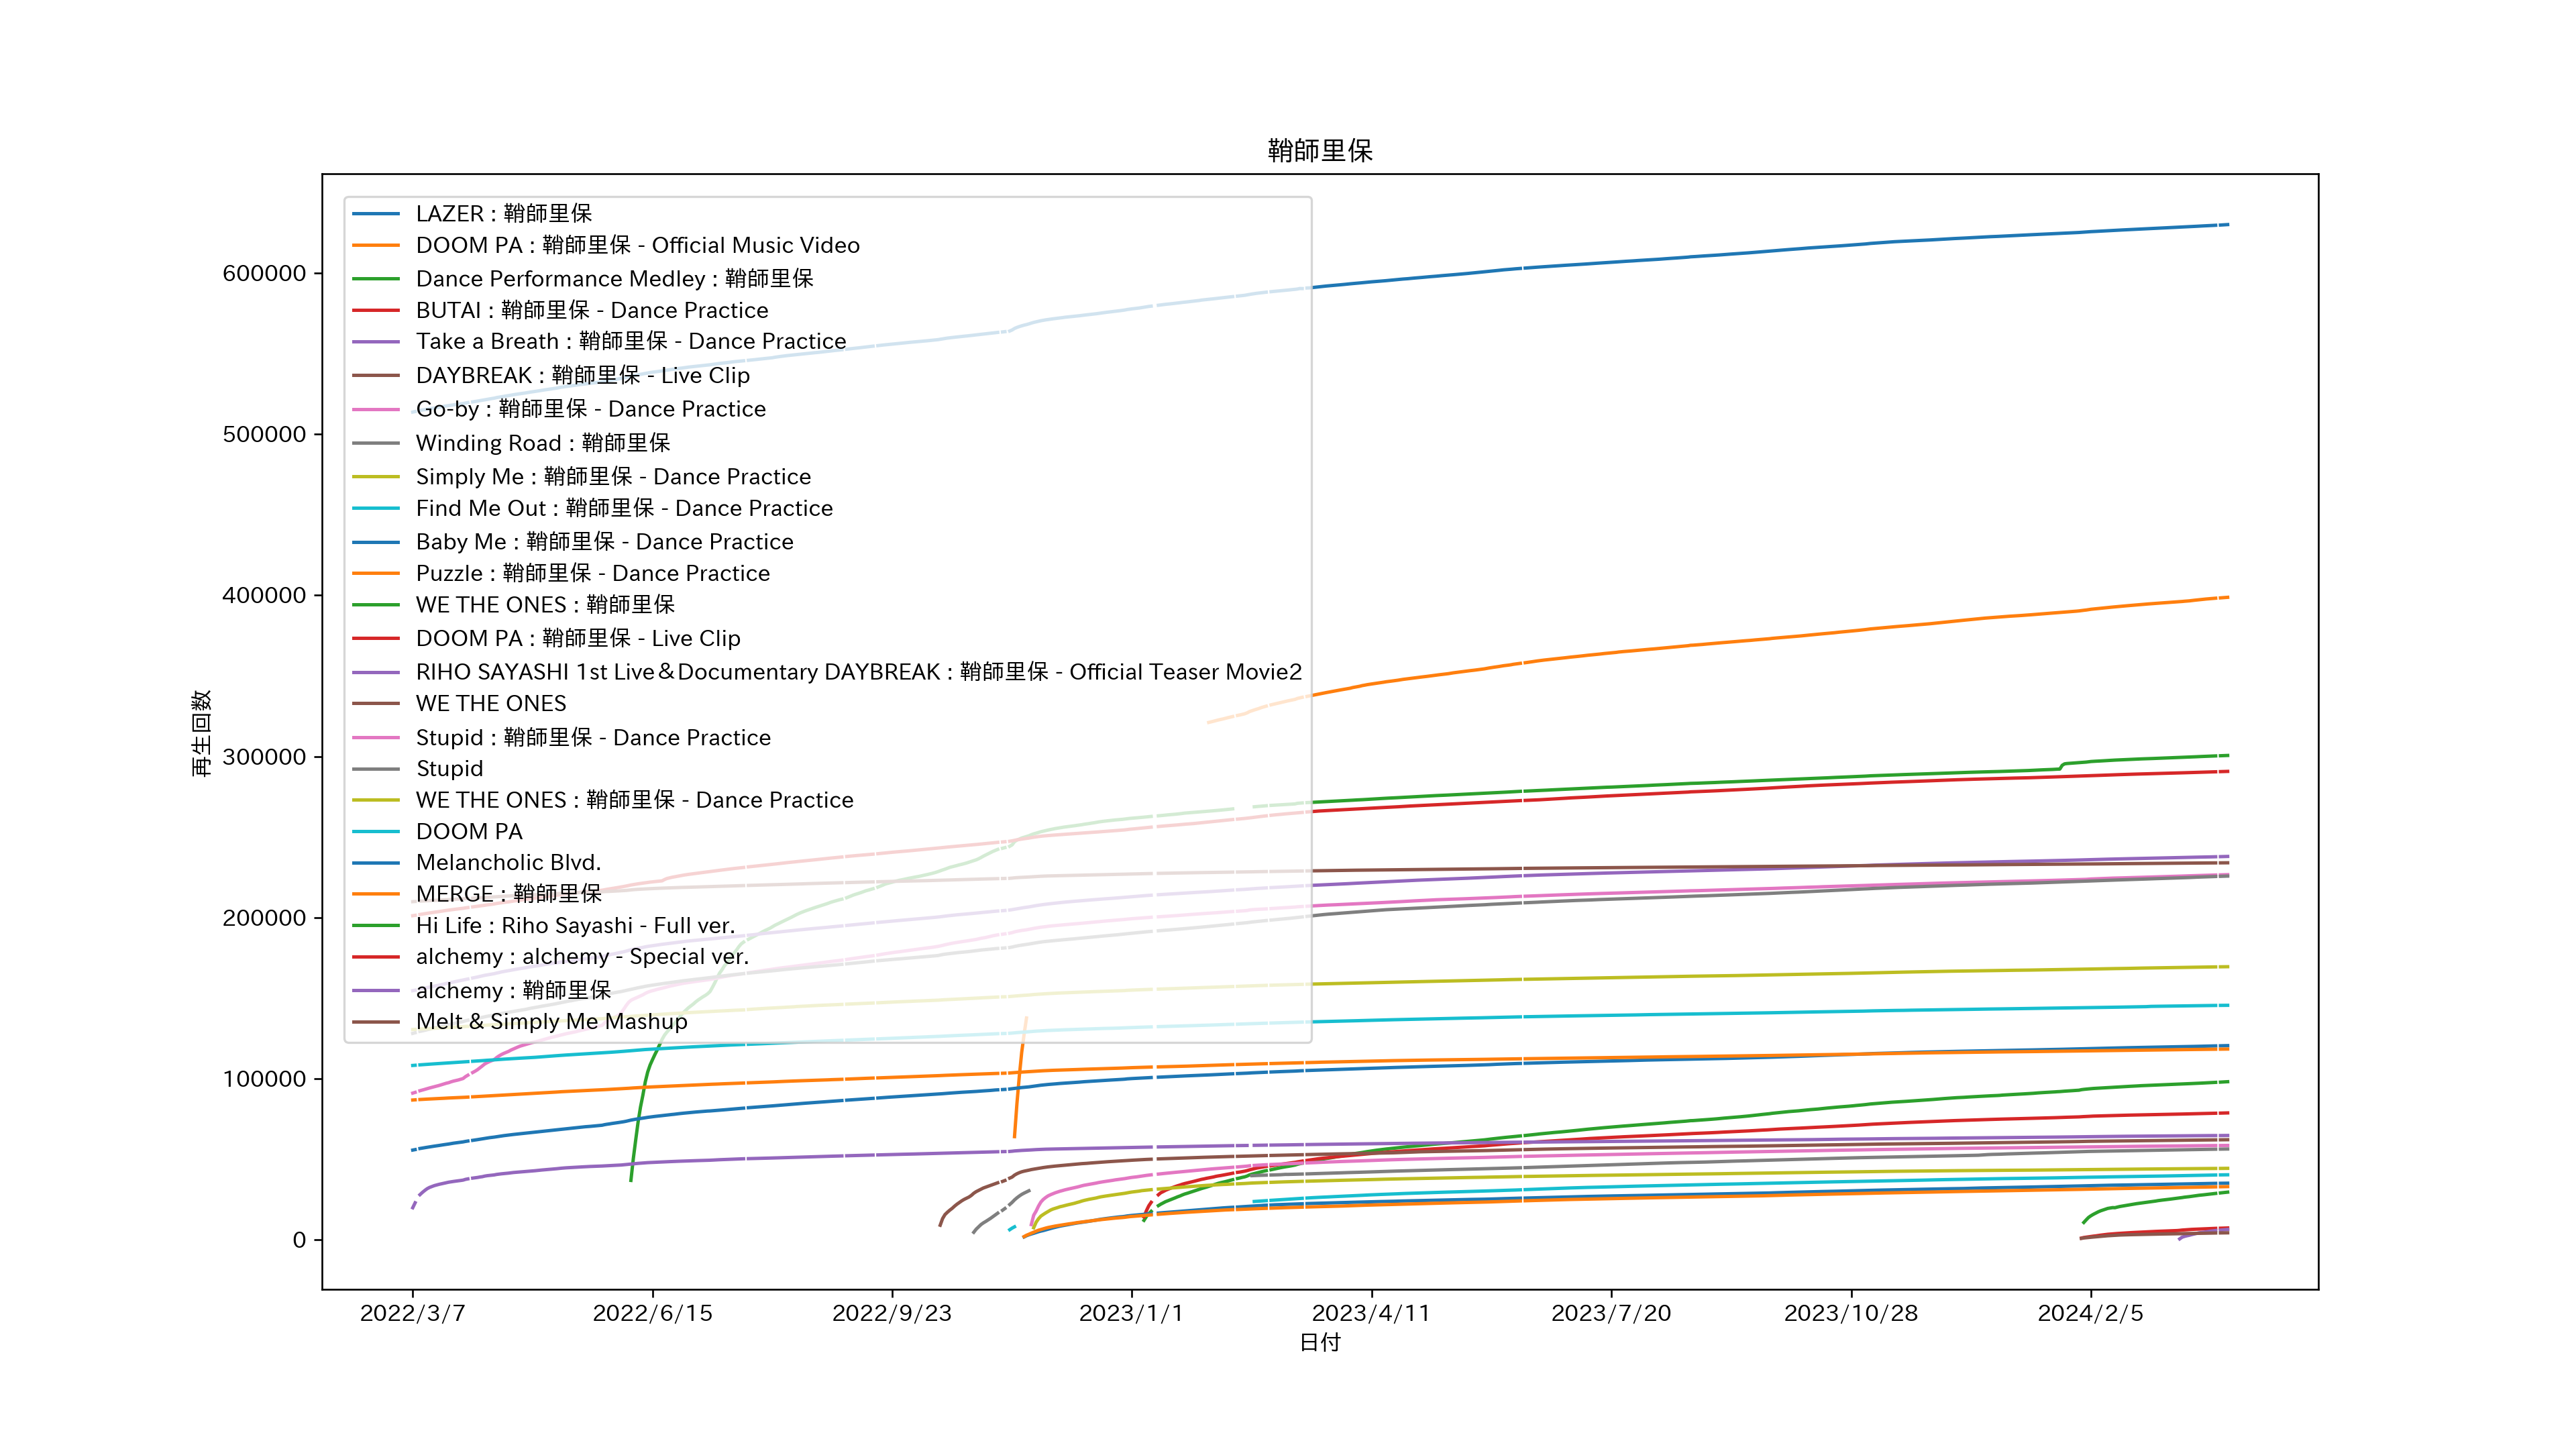 鞘師里保
LAZER : 鞘師里保
DOOM PA : 鞘師里保 - Official Music Video
Dance Performance Medley : 鞘師里保
BUTAI : 鞘師里保 - Dance Practice
Take a Breath : 鞘師里保 - Dance Practice
DAYBREAK : 鞘師里保 - Live Clip
Go-by : 鞘師里保 - Dance Practice
Winding Road : 鞘師里保
Simply Me : 鞘師里保 - Dance Practice
Find Me Out : 鞘師里保 - Dance Practice
Baby Me : 鞘師里保 - Dance Practice
Puzzle : 鞘師里保 - Dance Practice
WE THE ONES : 鞘師里保
DOOM PA : 鞘師里保 - Live Clip
RIHO SAYASHI 1st Live＆Documentary DAYBREAK : 鞘師里保 - Official Teaser Movie2
WE THE ONES
Stupid : 鞘師里保 - Dance Practice
Stupid
WE THE ONES : 鞘師里保 - Dance Practice
DOOM PA
Melancholic Blvd.
MERGE : 鞘師里保
Hi Life : Riho Sayashi - Full ver.
alchemy : alchemy - Special ver.
alchemy : 鞘師里保
Melt & Simply Me Mashup
再生回数
600000
500000
400000
300000
200000
100000
0
2022/3/7
2022/6/15
2022/9/23
2023/1/1
2023/4/11
2023/7/20
2023/10/28
2024/2/5
日付